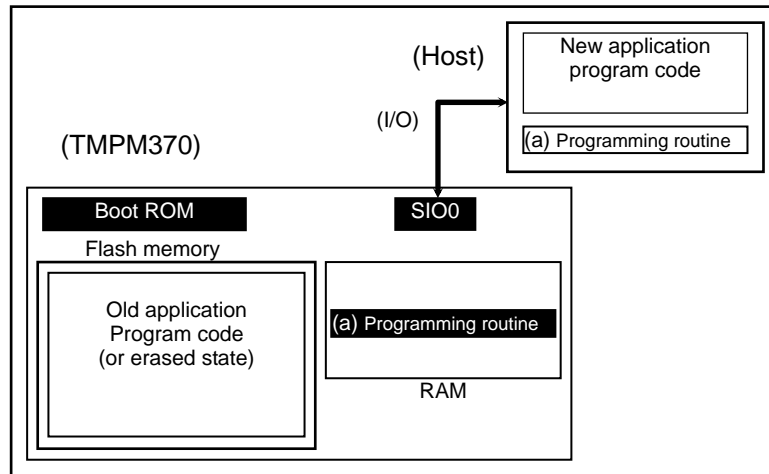 (Host)
New application
program code
(a) Programming routine
(I/O)
(TMPM370)
Boot ROM
SIO0
Flash memory
Old application
Program code
(or erased state)
(a) Programming routine
RAM